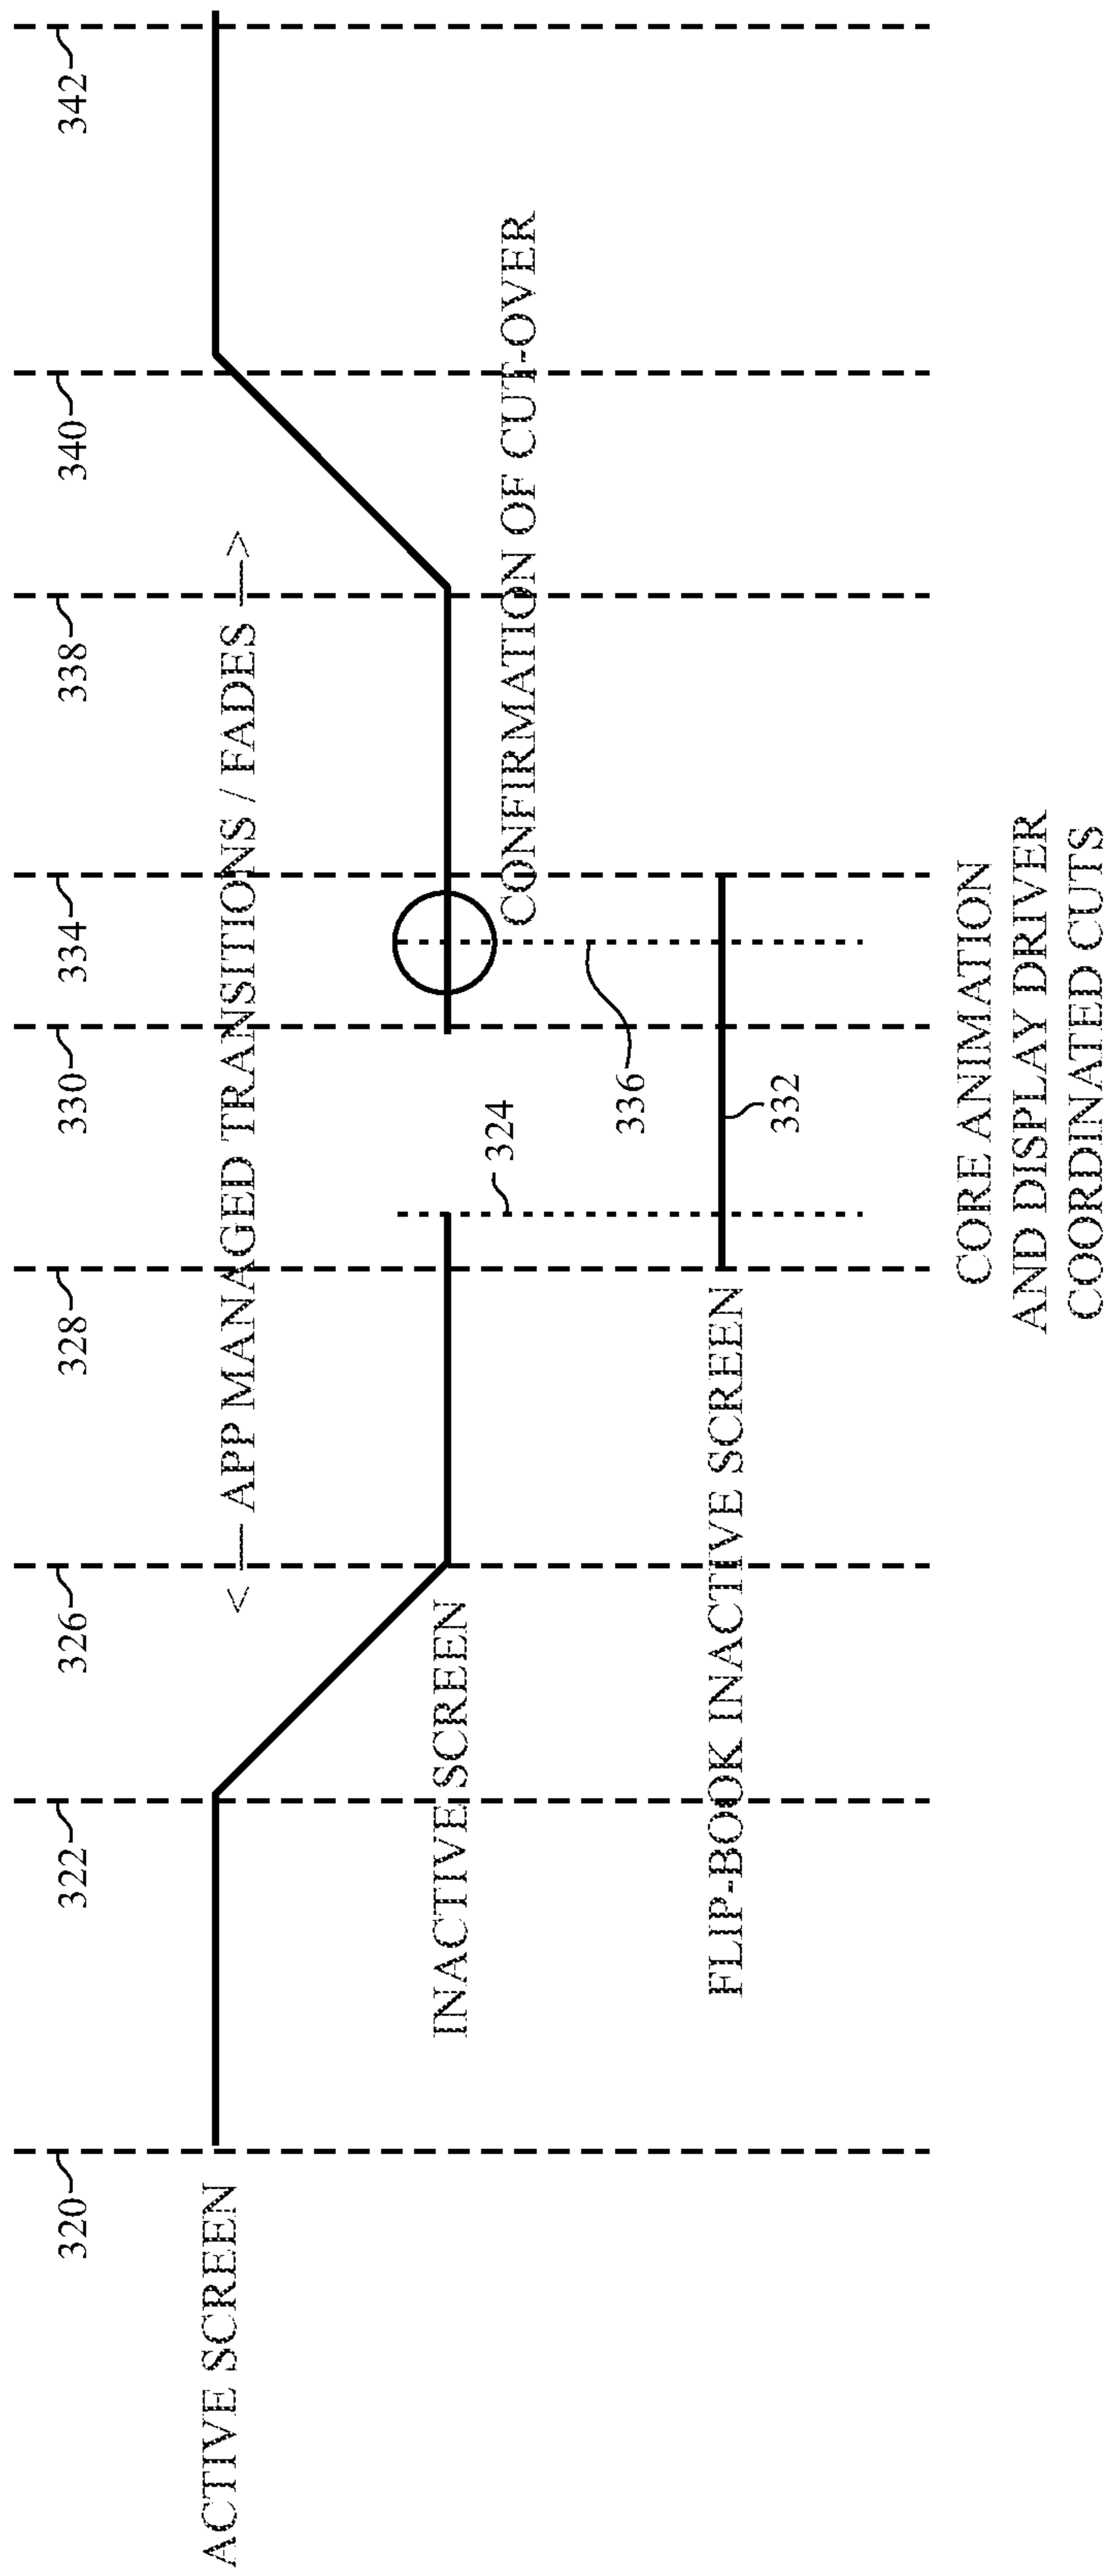 320
322
326
328
330
334
338
340
342
ACTIVE SCREEN
<— APP MANAGED TRANSITIONS / FADES —>
INACTIVE SCREEN
324
CONFIRMATION OF CUT-OVER
336
FLIP-BOOK INACTIVE SCREEN
332
CORE ANIMATION
AND DISPLAY DRIVER
COORDINATED CUTS